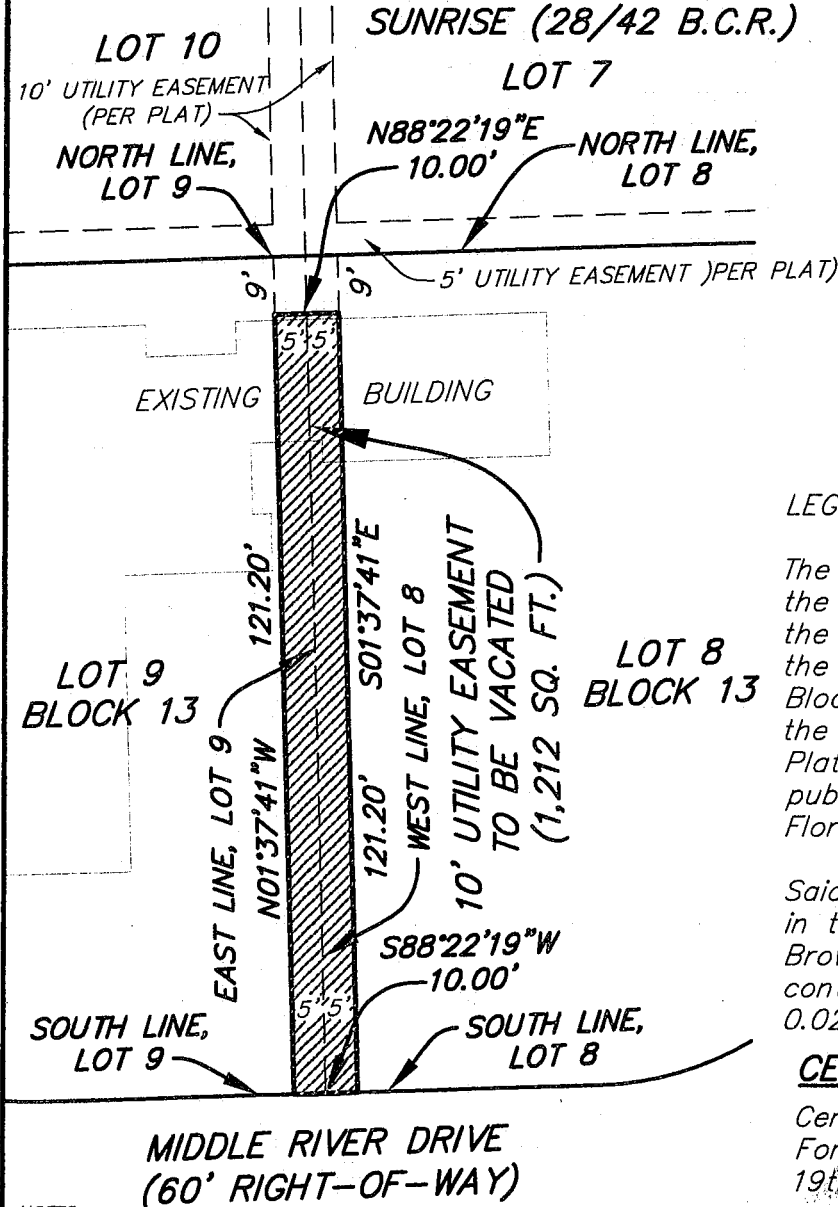 SUNRISE (28/42 B.C.R.)
LOT 10
LOT 7
10' UTILITY EASEMENT
(PER PLAT)
N88°22'19"E
10.00'
NORTH LINE,
LOT 9
NORTH LINE,
LOT 8
9'
9'
5' UTILITY EASEMENT )PER PLAT)
5'
5'
EXISTING
BUILDING
121.20'
S01°37'41"E
10' UTILITY EASEMENT
TO BE VACATED
(1,212 SQ. FT.)
LOT 9
BLOCK 13
LOT 8
BLOCK 13
EAST LINE, LOT 9
N01°37'41"W
121.20'
WEST LINE, LOT 8
S88°22'19"W
10.00'
5'
5'
SOUTH LINE,
LOT 9
SOUTH LINE,
LOT 8
MIDDLE RIVER DRIVE
(60' RIGHT-OF-WAY)
LEG
The
the
the
the
Bloc
the
Plat
pub
Flor
Said
in t
Brow
cont
0.02
CE
Cer
For
19t